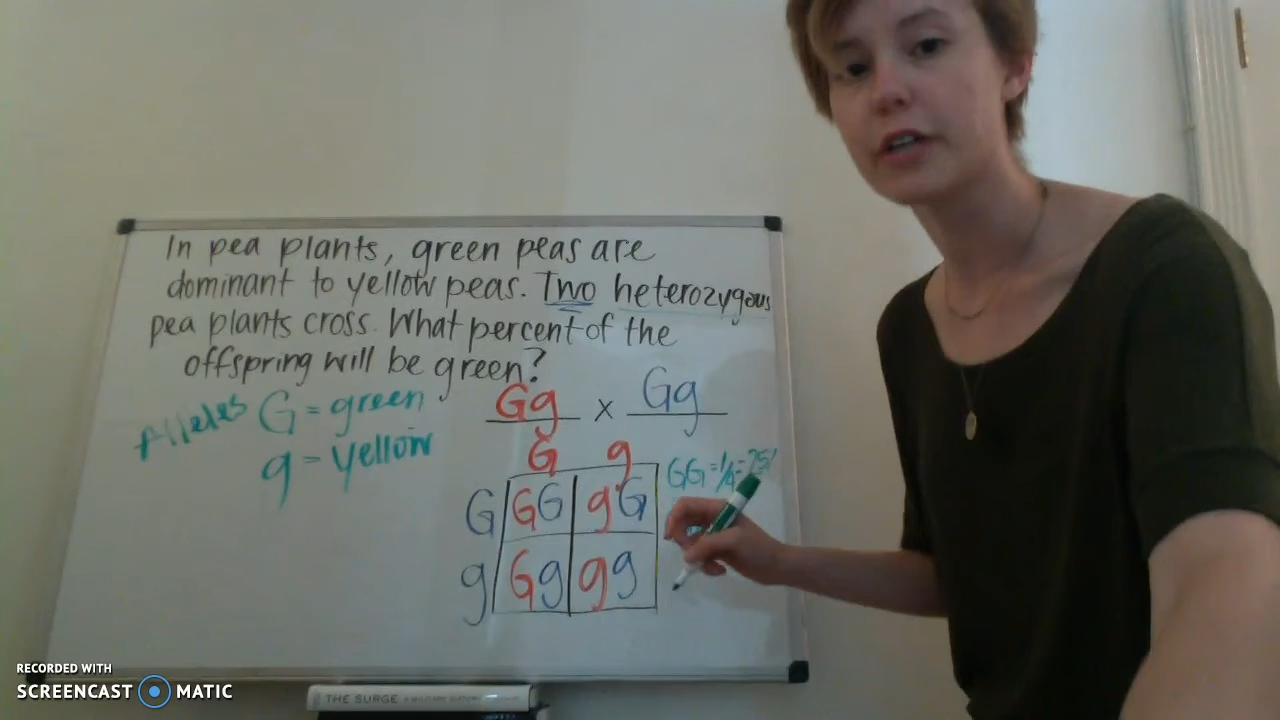 In pea plants, green peas are
dominant to yellow peas. Two heterozygous
pea plants cross. What percent of the
offspring will be green?
Alleles G = green
g = yellow
Gg x Gg
G g
G GG gG
g Gg gg
GG = 1/4 =
RECORDED WITH
SCREENCAST MATIC
THE SURGE